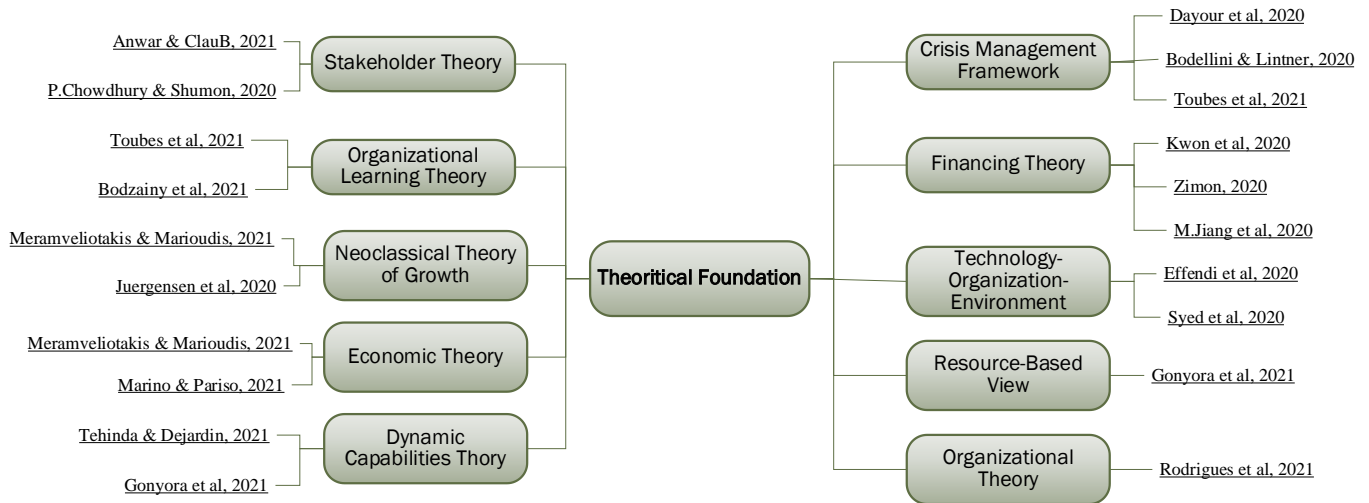 Anwar & ClauB, 2021
P.Chowdhury & Shumon, 2020
Stakeholder Theory
Toubes et al, 2021
Bodzainy et al, 2021
Organizational
Learning Theory
Meramveliotakis & Marioudis, 2021
Juergensen et al, 2020
Neoclassical Theory
of Growth
Meramveliotakis & Marioudis, 2021
Marino & Pariso, 2021
Economic Theory
Tehinda & Dejardin, 2021
Gonyora et al, 2021
Dynamic
Capabilities Thory
Theoritical Foundation
Crisis Management
Framework
Dayour et al, 2020
Bodellini & Lintner, 2020
Toubes et al, 2021
Financing Theory
Kwon et al, 2020
Zimon, 2020
M.Jiang et al, 2020
Technology-
Organization-
Environment
Effendi et al, 2020
Syed et al, 2020
Resource-Based
View
Gonyora et al, 2021
Organizational
Theory
Rodrigues et al, 2021